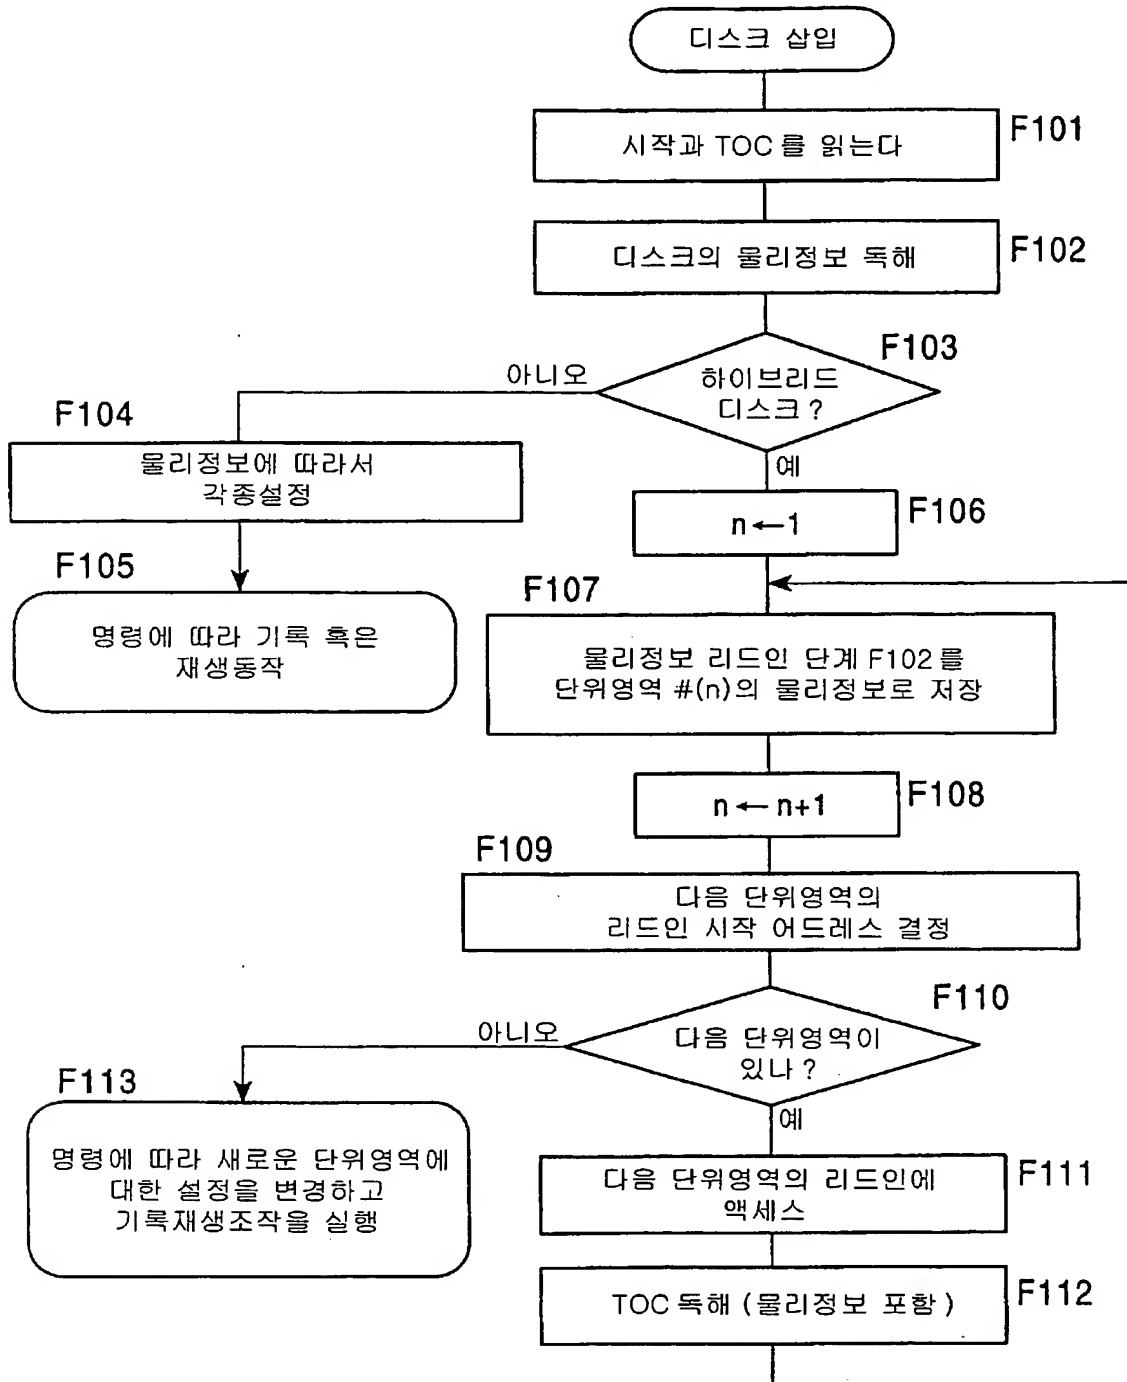 디스크 삽입
F101
시작과 TOC를 읽는다
F102
디스크의 물리정보 독해
F103
하이브리드
디스크?
아니오
예
F104
물리정보에 따라서
각종설정
F105
명령에 따라 기록 혹은
재생동작
F106
n←1
F107
물리정보 리드인 단계 F102를
단위영역 #(n)의 물리정보로 저장
F108
n←n+1
F109
다음 단위영역의
리드인 시작 어드레스 결정
F110
다음 단위영역이
있나?
아니오
예
F113
명령에 따라 새로운 단위영역에
대한 설정을 변경하고
기록재생조작을 실행
F111
다음 단위영역의 리드인에
액세스
F112
TOC 독해 (물리정보 포함)